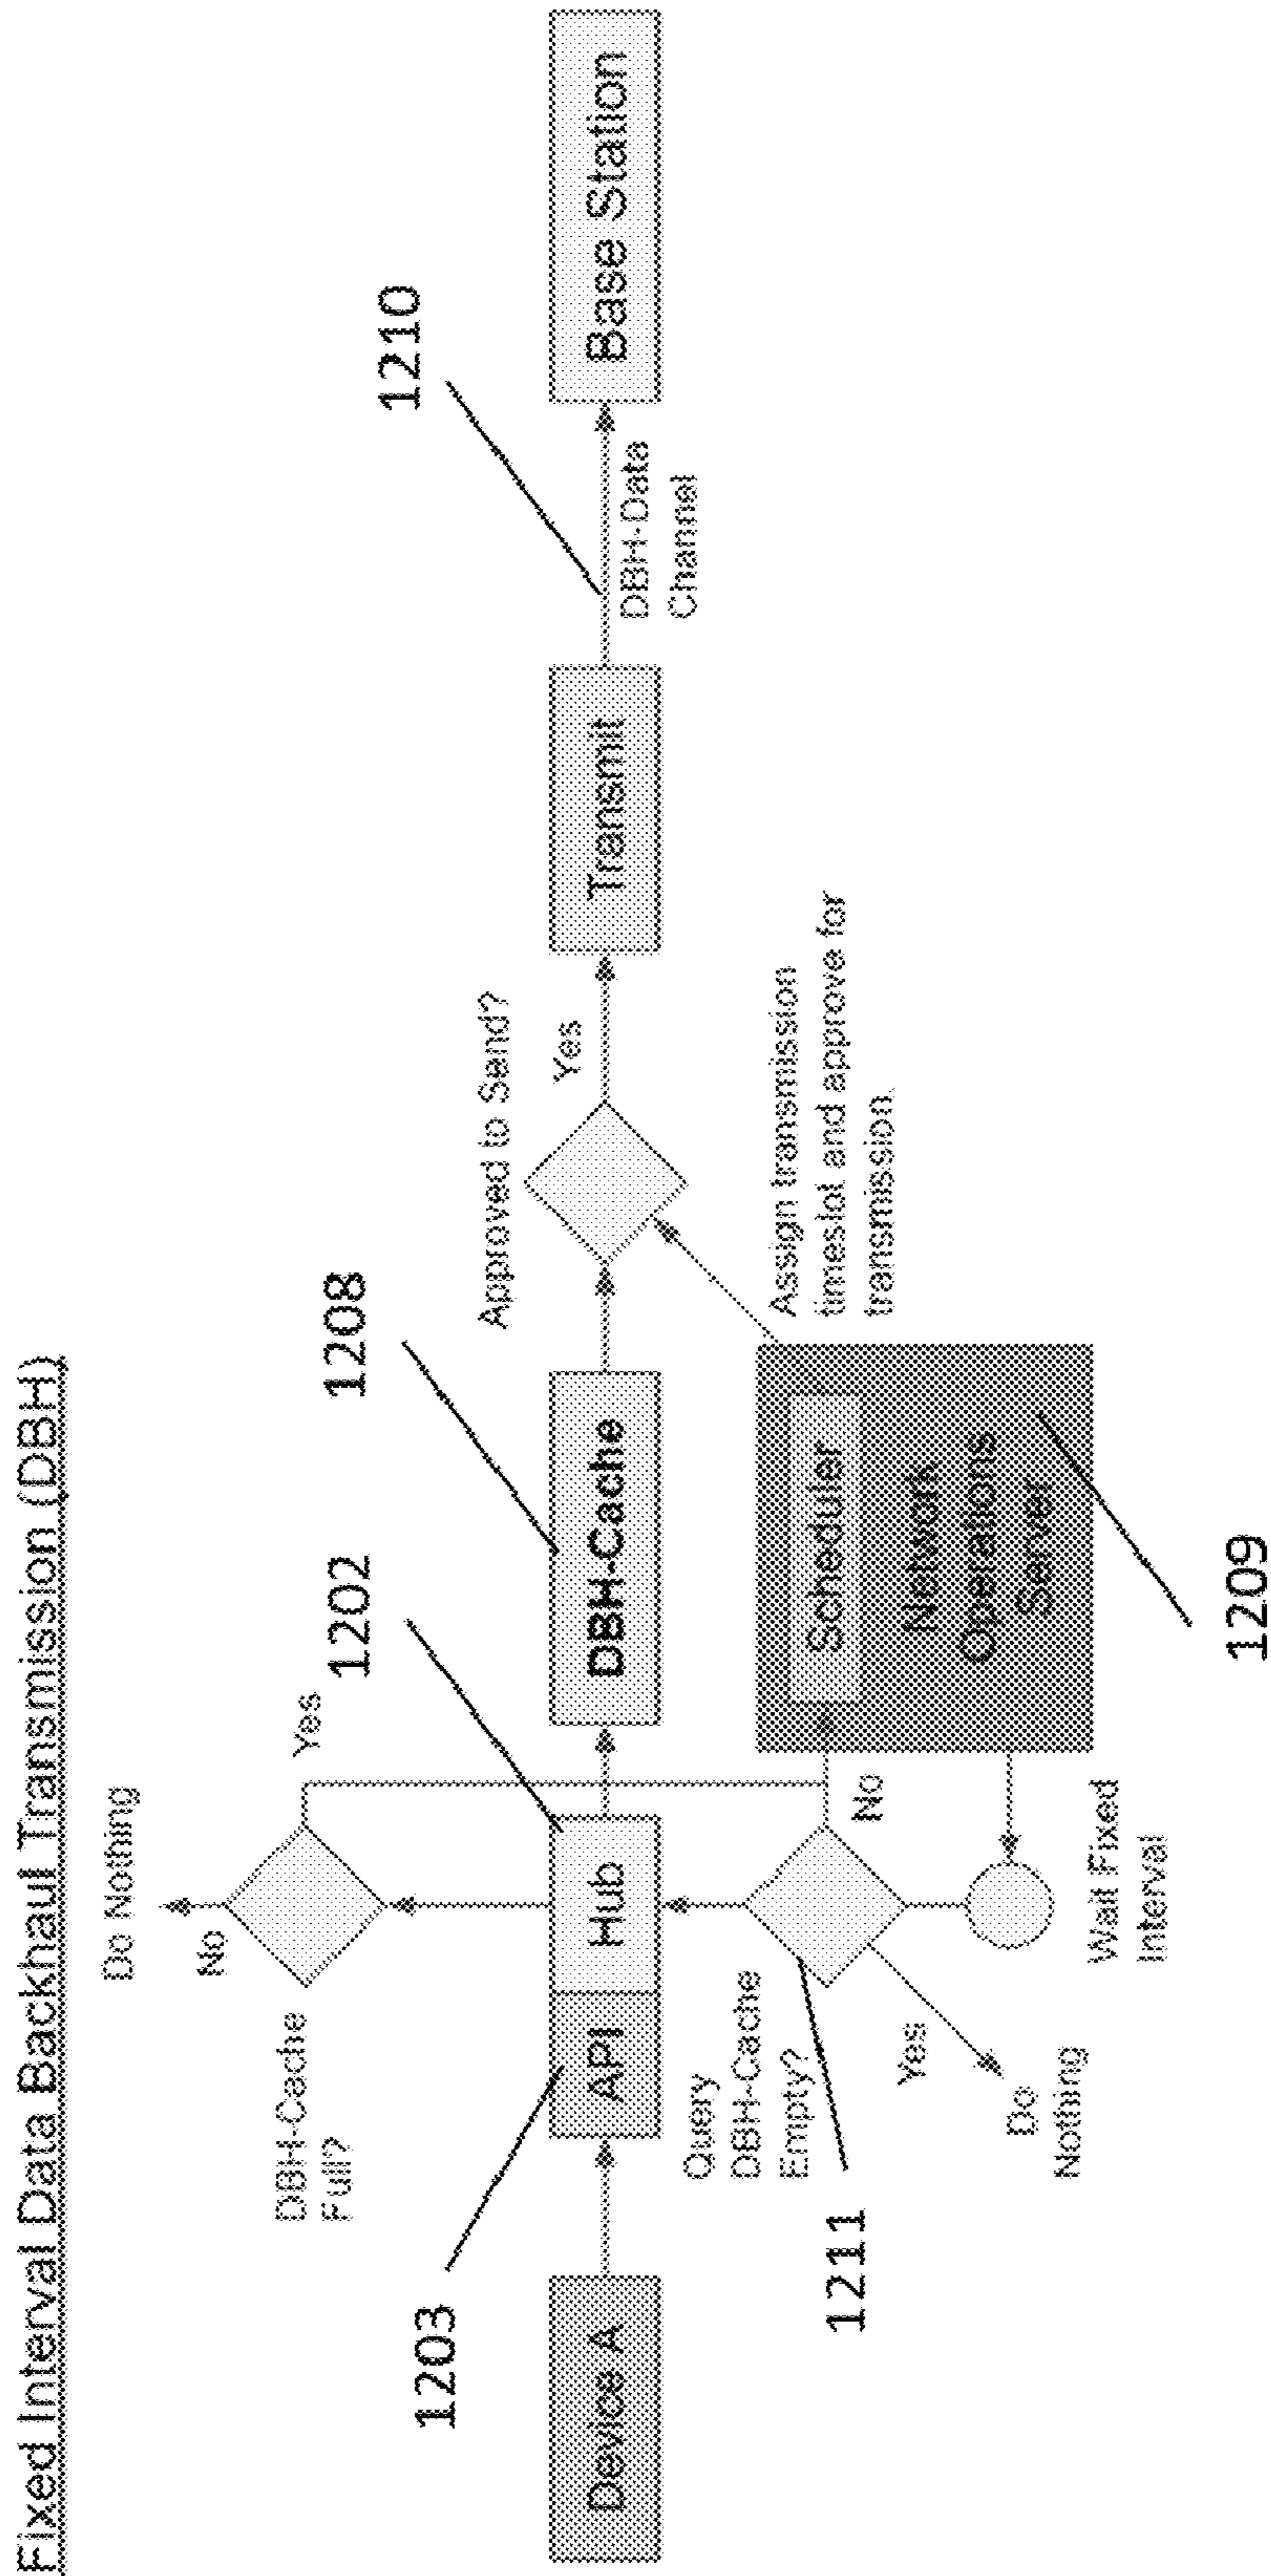 Fixed Interval Data Backhaul Transmission (DBH)
Do Nothing
No
Yes
DBH-Cache
Full?
1203
1202
1208
1210
Approved to Send?
Yes
Device A
API
Hub
DBH-Cache
Transmit
DBH-Data
Channel
Base Station
Query
DBH-Cache
Empty?
1211
Yes
Do
Nothing
No
Wait Fixed
Interval
Scheduler
Network
Operations
Server
1209
Assign transmission
timeslot and approve for
transmission.